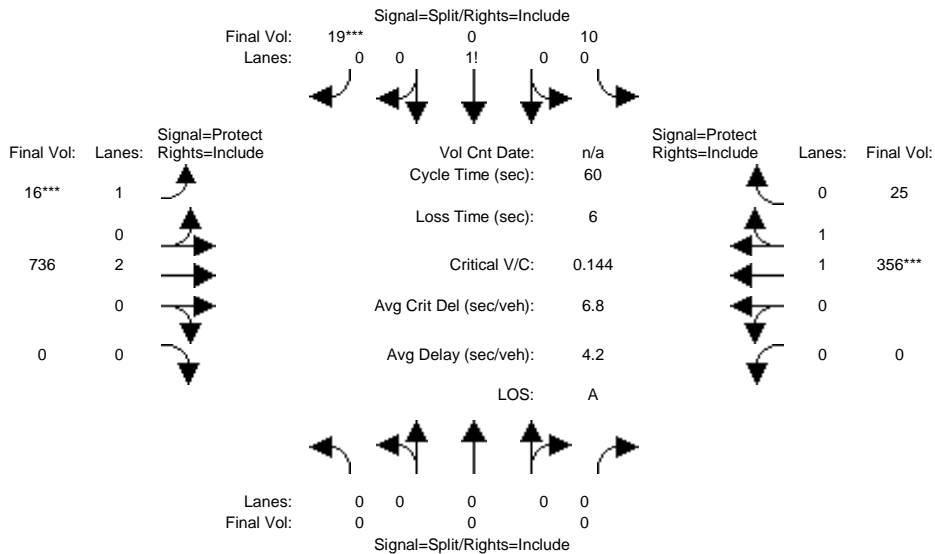 Signal=Split/Rights=Include
Final Vol: 19*** 0 10
Lanes: 0 0 1! 0 0
Signal=Protect
Final Vol: Lanes: Rights=Include
Vol Cnt Date: n/a
Signal=Protect
Rights=Include Lanes: Final Vol:
Cycle Time (sec): 60
16*** 1
0 25
Loss Time (sec): 6
0
1
736 2
Critical V/C: 0.144
1 356***
0
Avg Crit Del (sec/veh): 6.8
0
0 0
Avg Delay (sec/veh): 4.2
0 0
LOS: A
Lanes: 0 0 0 0 0
Final Vol: 0 0 0
Signal=Split/Rights=Include